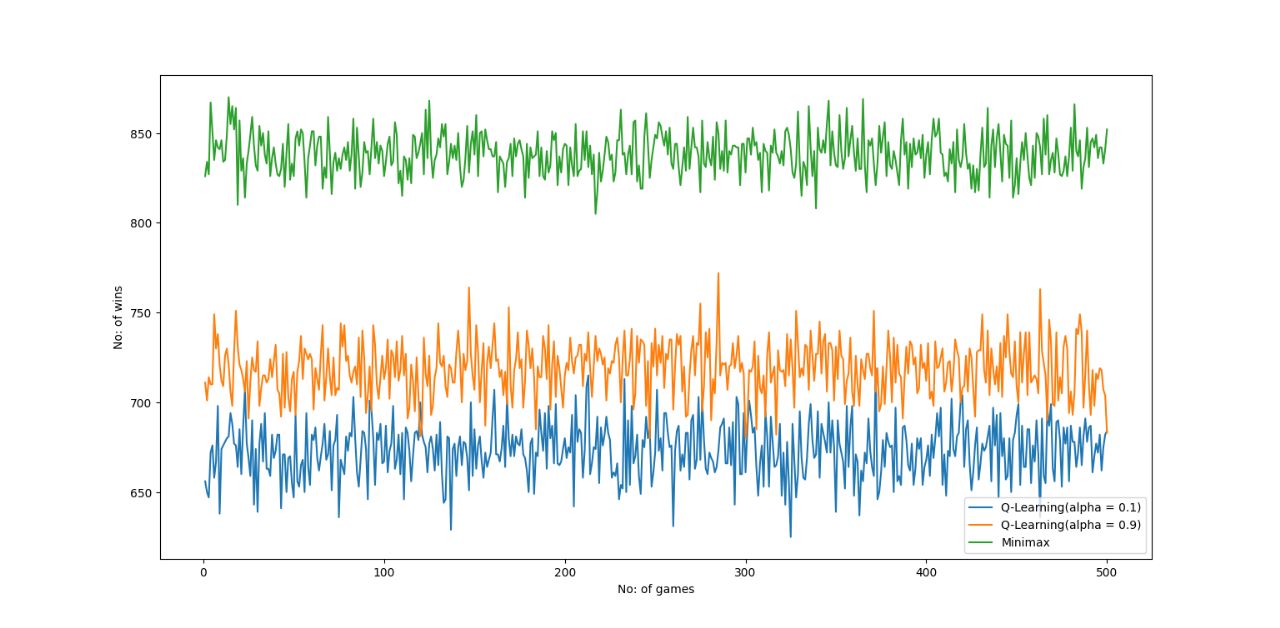 850
800
750
700
650
No: of wins
0
100
200
300
400
500
No: of games
Q-Learning(alpha = 0.1)
Q-Learning(alpha = 0.9)
Minimax